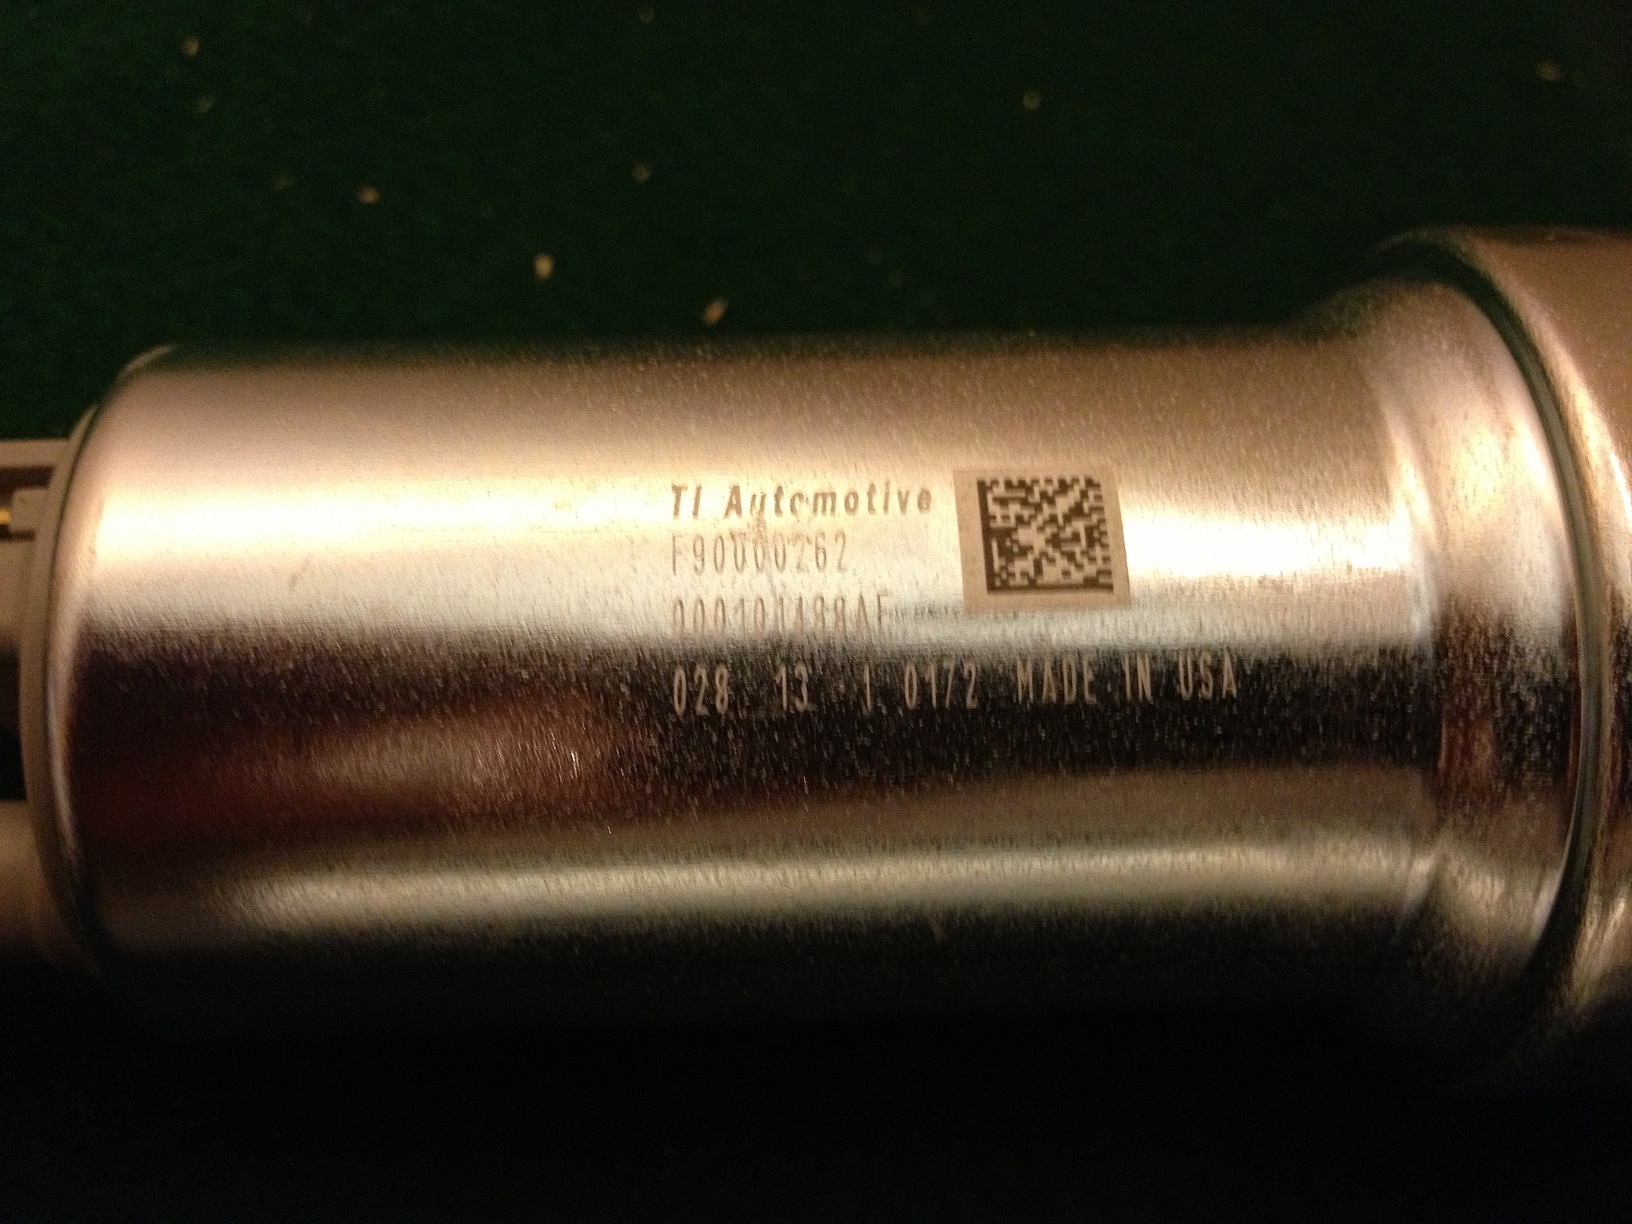 TI Automotive
F90000262
028 13 1 0172 MADE IN USA